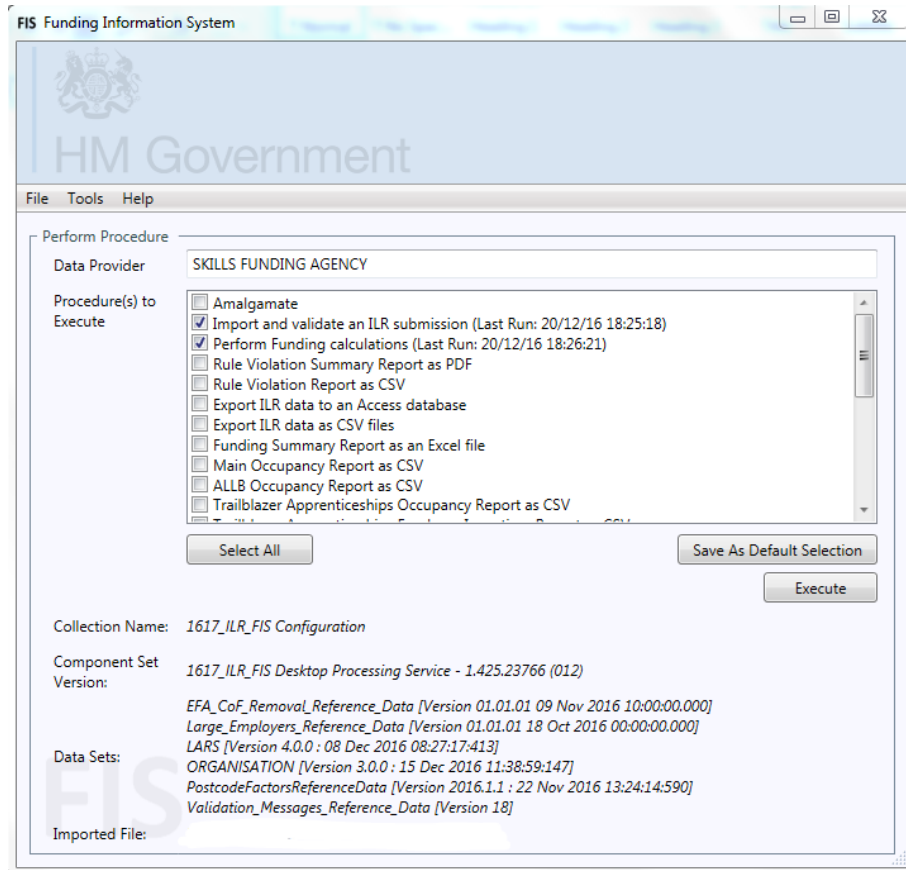 FIS Funding Information System
HM Government
File Tools Help
Perform Procedure
Data Provider SKILLS FUNDING AGENCY
Procedure(s) to
Execute
Amalgamate
Import and validate an ILR submission (Last Run: 20/12/16 18:25:18)
Perform Funding calculations (Last Run: 20/12/16 18:26:21)
Rule Violation Summary Report as PDF
Rule Violation Report as CSV
Export ILR data to an Access database
Export ILR data as CSV files
Funding Summary Report as an Excel file
Main Occupancy Report as CSV
ALLB Occupancy Report as CSV
Trailblazer Apprenticeships Occupancy Report as CSV
Select All Save As Default Selection
Execute
Collection Name: 1617_ILR_FIS Configuration
Component Set
Version:
1617_ILR_FIS Desktop Processing Service - 1.425.23766 (012)
Data Sets:
EFA_CoF_Removal_Reference_Data [Version 01.01.01 09 Nov 2016 10:00:00.000]
Large_Employers_Reference_Data [Version 01.01.01 18 Oct 2016 00:00:00.000]
LARS [Version 4.0.0 : 08 Dec 2016 08:27:17:413]
ORGANISATION [Version 3.0.0 : 15 Dec 2016 11:38:59:147]
PostcodeFactorsReferenceData [Version 2016.1.1 : 22 Nov 2016 13:24:14:590]
Validation_Messages_Reference_Data [Version 18]
FIS
Imported File: